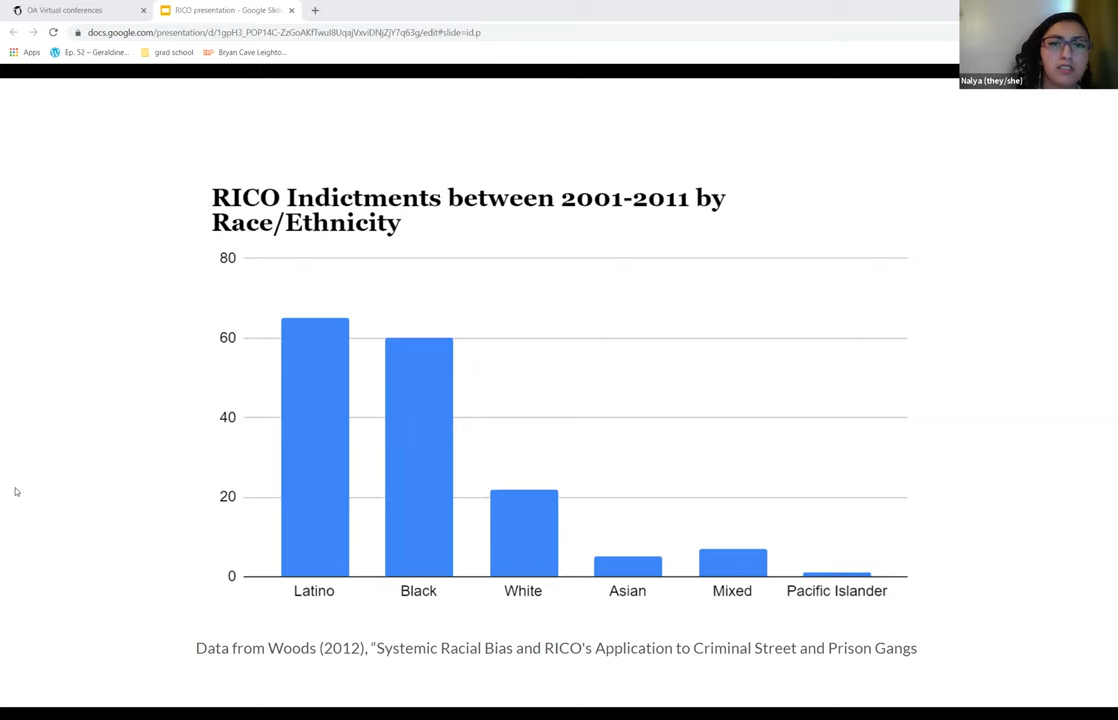 OA Virtual conferences
RICO presentation - Google Slid
docs.google.com/presentation/d/1gpH3_POP14C-ZzGoAKfTwuI8UqajVxviDNjZjY7q63g/edit#slide=id.p
Apps
Ep. 52 – Geraldine...
grad school
Bryan Cave Leighto...
Nalya (they/she)
RICO Indictments between 2001-2011 by
Race/Ethnicity
80
60
40
20
0
Latino Black White Asian Mixed Pacific Islander
Data from Woods (2012), “Systemic Racial Bias and RICO's Application to Criminal Street and Prison Gangs